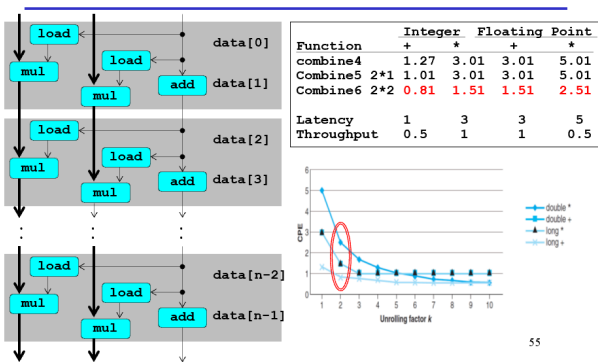 load
data[0]
mul
load
add
data[1]
mul
load
data[2]
mul
load
add
data[3]
mul
:
:
:
load
data[n-2]
mul
load
add
data[n-1]
mul
Integer Floating Point
Function + * + *
combine4 1.27 3.01 3.01 5.01
Combine5 2*1 1.01 3.01 3.01 5.01
Combine6 2*2 0.81 1.51 1.51 2.51
Latency 1 3 3 5
Throughput 0.5 1 1 0.5
6
5
4
3
2
1
0
CPE
1 2 3 4 5 6 7 8 9 10
Unrolling factor k
double *
double +
long *
long +
55